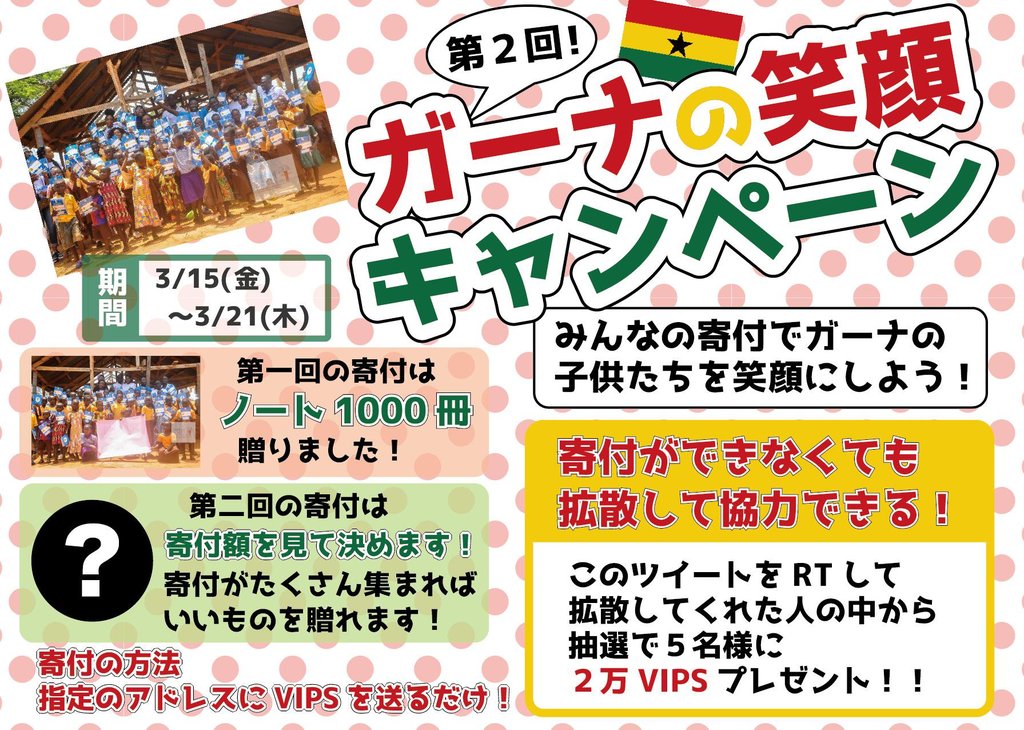 第２回！
ガーナの笑顔
キャンペーン
期間
3/15(金)
～3/21(木)
みんなの寄付でガーナの
子供たちを笑顔にしよう！
第一回の寄付は
ノート 1000 冊
贈りました！
第二回の寄付は
寄付額を見て決めます！
寄付がたくさん集まれば
いいものを贈れます！
?
寄付の方法
指定のアドレスに VIPS を送るだけ！
寄付ができなくても
拡散して協力できる！
このツイートを RT して
拡散してくれた人の中から
抽選で５名様に
２万 VIPS プレゼント！！